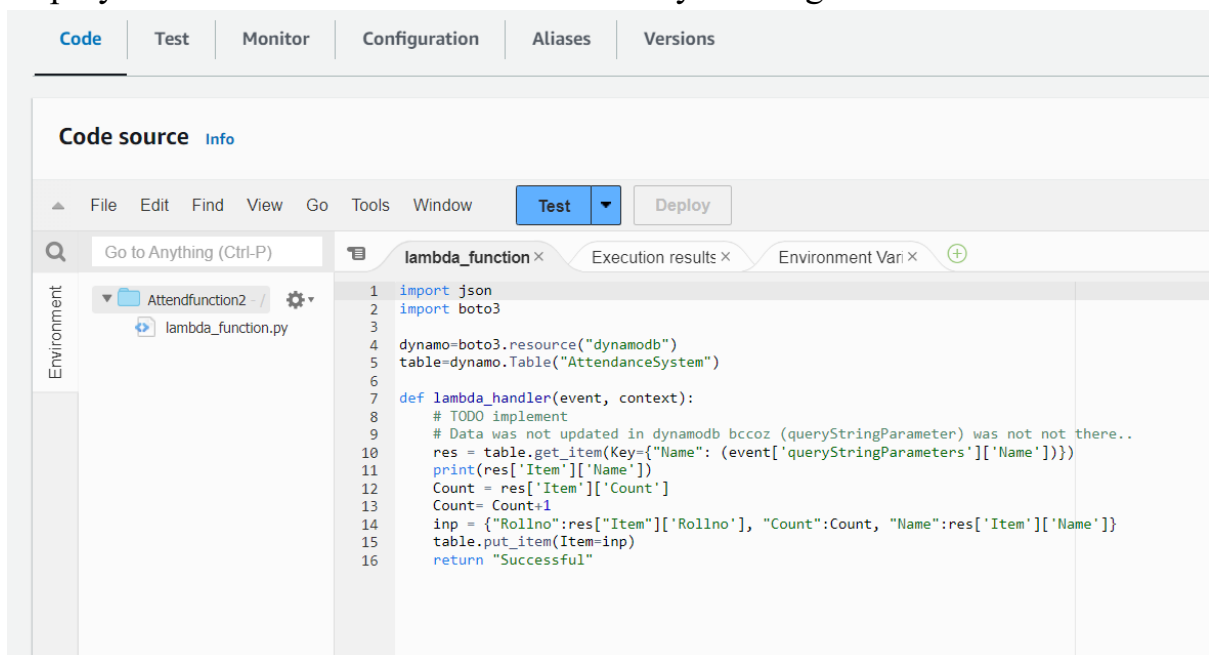 Code Test Monitor Configuration Aliases Versions
Code source Info
File Edit Find View Go Tools Window Test Deploy
Go to Anything (Ctrl-P) lambda_function × Execution results × Environment Vari ×
Environment
Attendfunction2 - /
lambda_function.py
1 import json
2 import boto3
3
4 dynamo=boto3.resource("dynamodb")
5 table=dynamo.Table("AttendanceSystem")
6
7 def lambda_handler(event, context):
8     # TODO implement
9     # Data was not updated in dynamodb bccoz (queryStringParameter) was not not there..
10     res = table.get_item(Key={"Name": (event['queryStringParameters']['Name'])})
11     print(res['Item']['Name'])
12     Count = res['Item']['Count']
13     Count= Count+1
14     inp = {"Rollno":res["Item"]['Rollno'], "Count":Count, "Name":res['Item']['Name']}
15     table.put_item(Item=inp)
16     return "Successful"